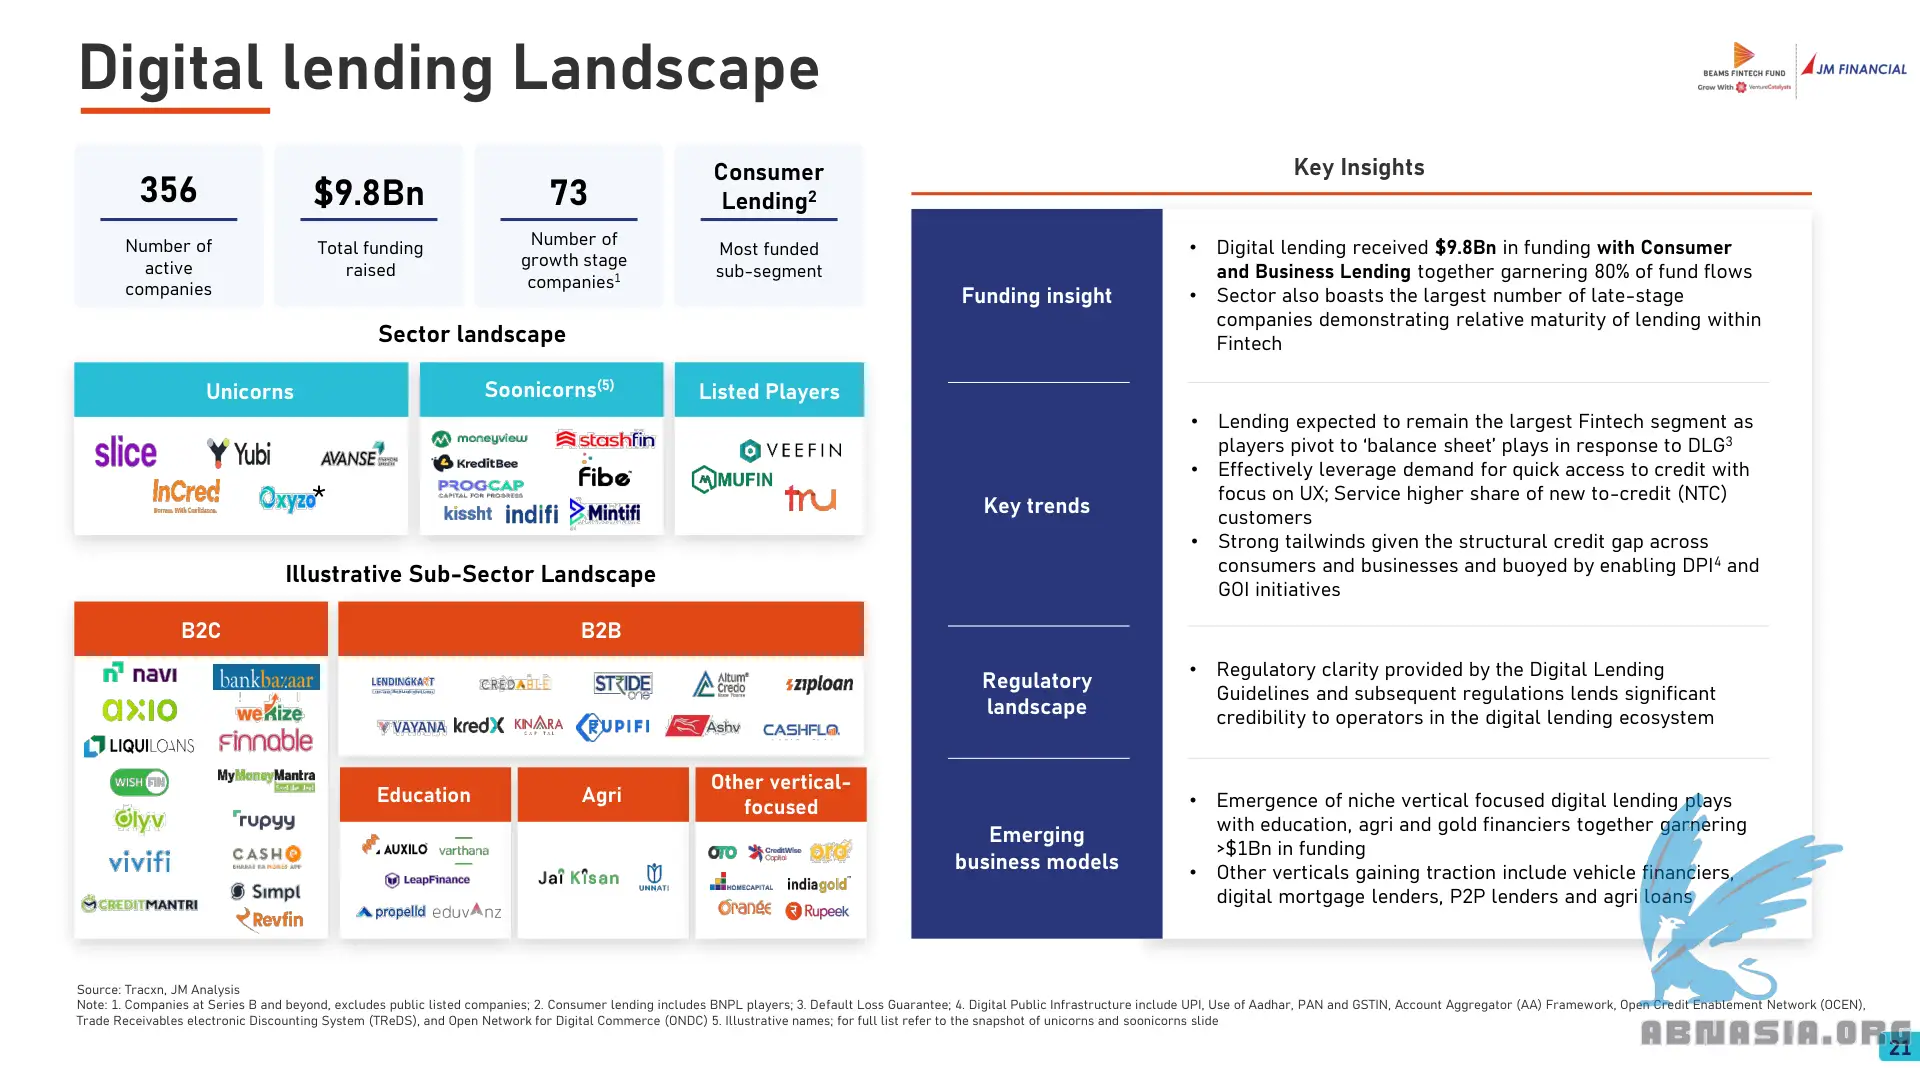 Digital lending Landscape
BEAMS FINTECH FUND
Grow With VentureCatalysts
JM FINANCIAL
356
Number of
active
companies
$9.8Bn
Total funding
raised
73
Number of
growth stage
companies1
Consumer
Lending2
Most funded
sub-segment
Sector landscape
Unicorns
slice
Yubi
AVANSE
FINANCIAL SERVICES
InCred
Borrow. With Confidence.
Oxyzo*
Soonicorns(5)
moneyview
stashfin
KreditBee
fibe
PROGCAP
CAPITAL FOR PROGRESS
kissht
indifi
Mintifi
Listed Players
VEEFIN
MUFIN
tru
Illustrative Sub-Sector Landscape
B2C
navi
bankbazaar
axio
weRize
LIQUILOANS
Finnable
WISH FIN
MyMoneyMantra
Olyv
rupyy
vivifi
CASHe
Simpl
CREDITMANTRI
Revfin
B2B
LENDINGKART
CREDABLE
STRIDE
one
Altum
Credo
Home Finance
ziploan
VAYANA
kredX
KINARA
CAPITAL
RUPIFI
Ashv
CASHFLO
Education
AUXILO
varthana
LeapFinance
propelld
eduvanz
Agri
Jai Kisan
UNNATI
Other vertical-
focused
OTO
CreditWise
Capital
oro
HOMECAPITAL
indiagold
Orangee
Rupeek
Key Insights
Funding insight
• Digital lending received $9.8Bn in funding with Consumer
and Business Lending together garnering 80% of fund flows
• Sector also boasts the largest number of late-stage
companies demonstrating relative maturity of lending within
Fintech
Key trends
• Lending expected to remain the largest Fintech segment as
players pivot to ‘balance sheet’ plays in response to DLG3
• Effectively leverage demand for quick access to credit with
focus on UX; Service higher share of new to-credit (NTC)
customers
• Strong tailwinds given the structural credit gap across
consumers and businesses and buoyed by enabling DPI4 and
GOI initiatives
Regulatory
landscape
• Regulatory clarity provided by the Digital Lending
Guidelines and subsequent regulations lends significant
credibility to operators in the digital lending ecosystem
Emerging
business models
• Emergence of niche vertical focused digital lending plays
with education, agri and gold financiers together garnering
>$1Bn in funding
• Other verticals gaining traction include vehicle financiers,
digital mortgage lenders, P2P lenders and agri loans
Source: Tracxn, JM Analysis
Note: 1. Companies at Series B and beyond, excludes public listed companies; 2. Consumer lending includes BNPL players; 3. Default Loss Guarantee; 4. Digital Public Infrastructure include UPI, Use of Aadhar, PAN and GSTIN, Account Aggregator (AA) Framework, Open Credit Enablement Network (OCEN),
Trade Receivables electronic Discounting System (TReDS), and Open Network for Digital Commerce (ONDC) 5. Illustrative names; for full list refer to the snapshot of unicorns and soonicorns slide
ABNASIA.ORG
21